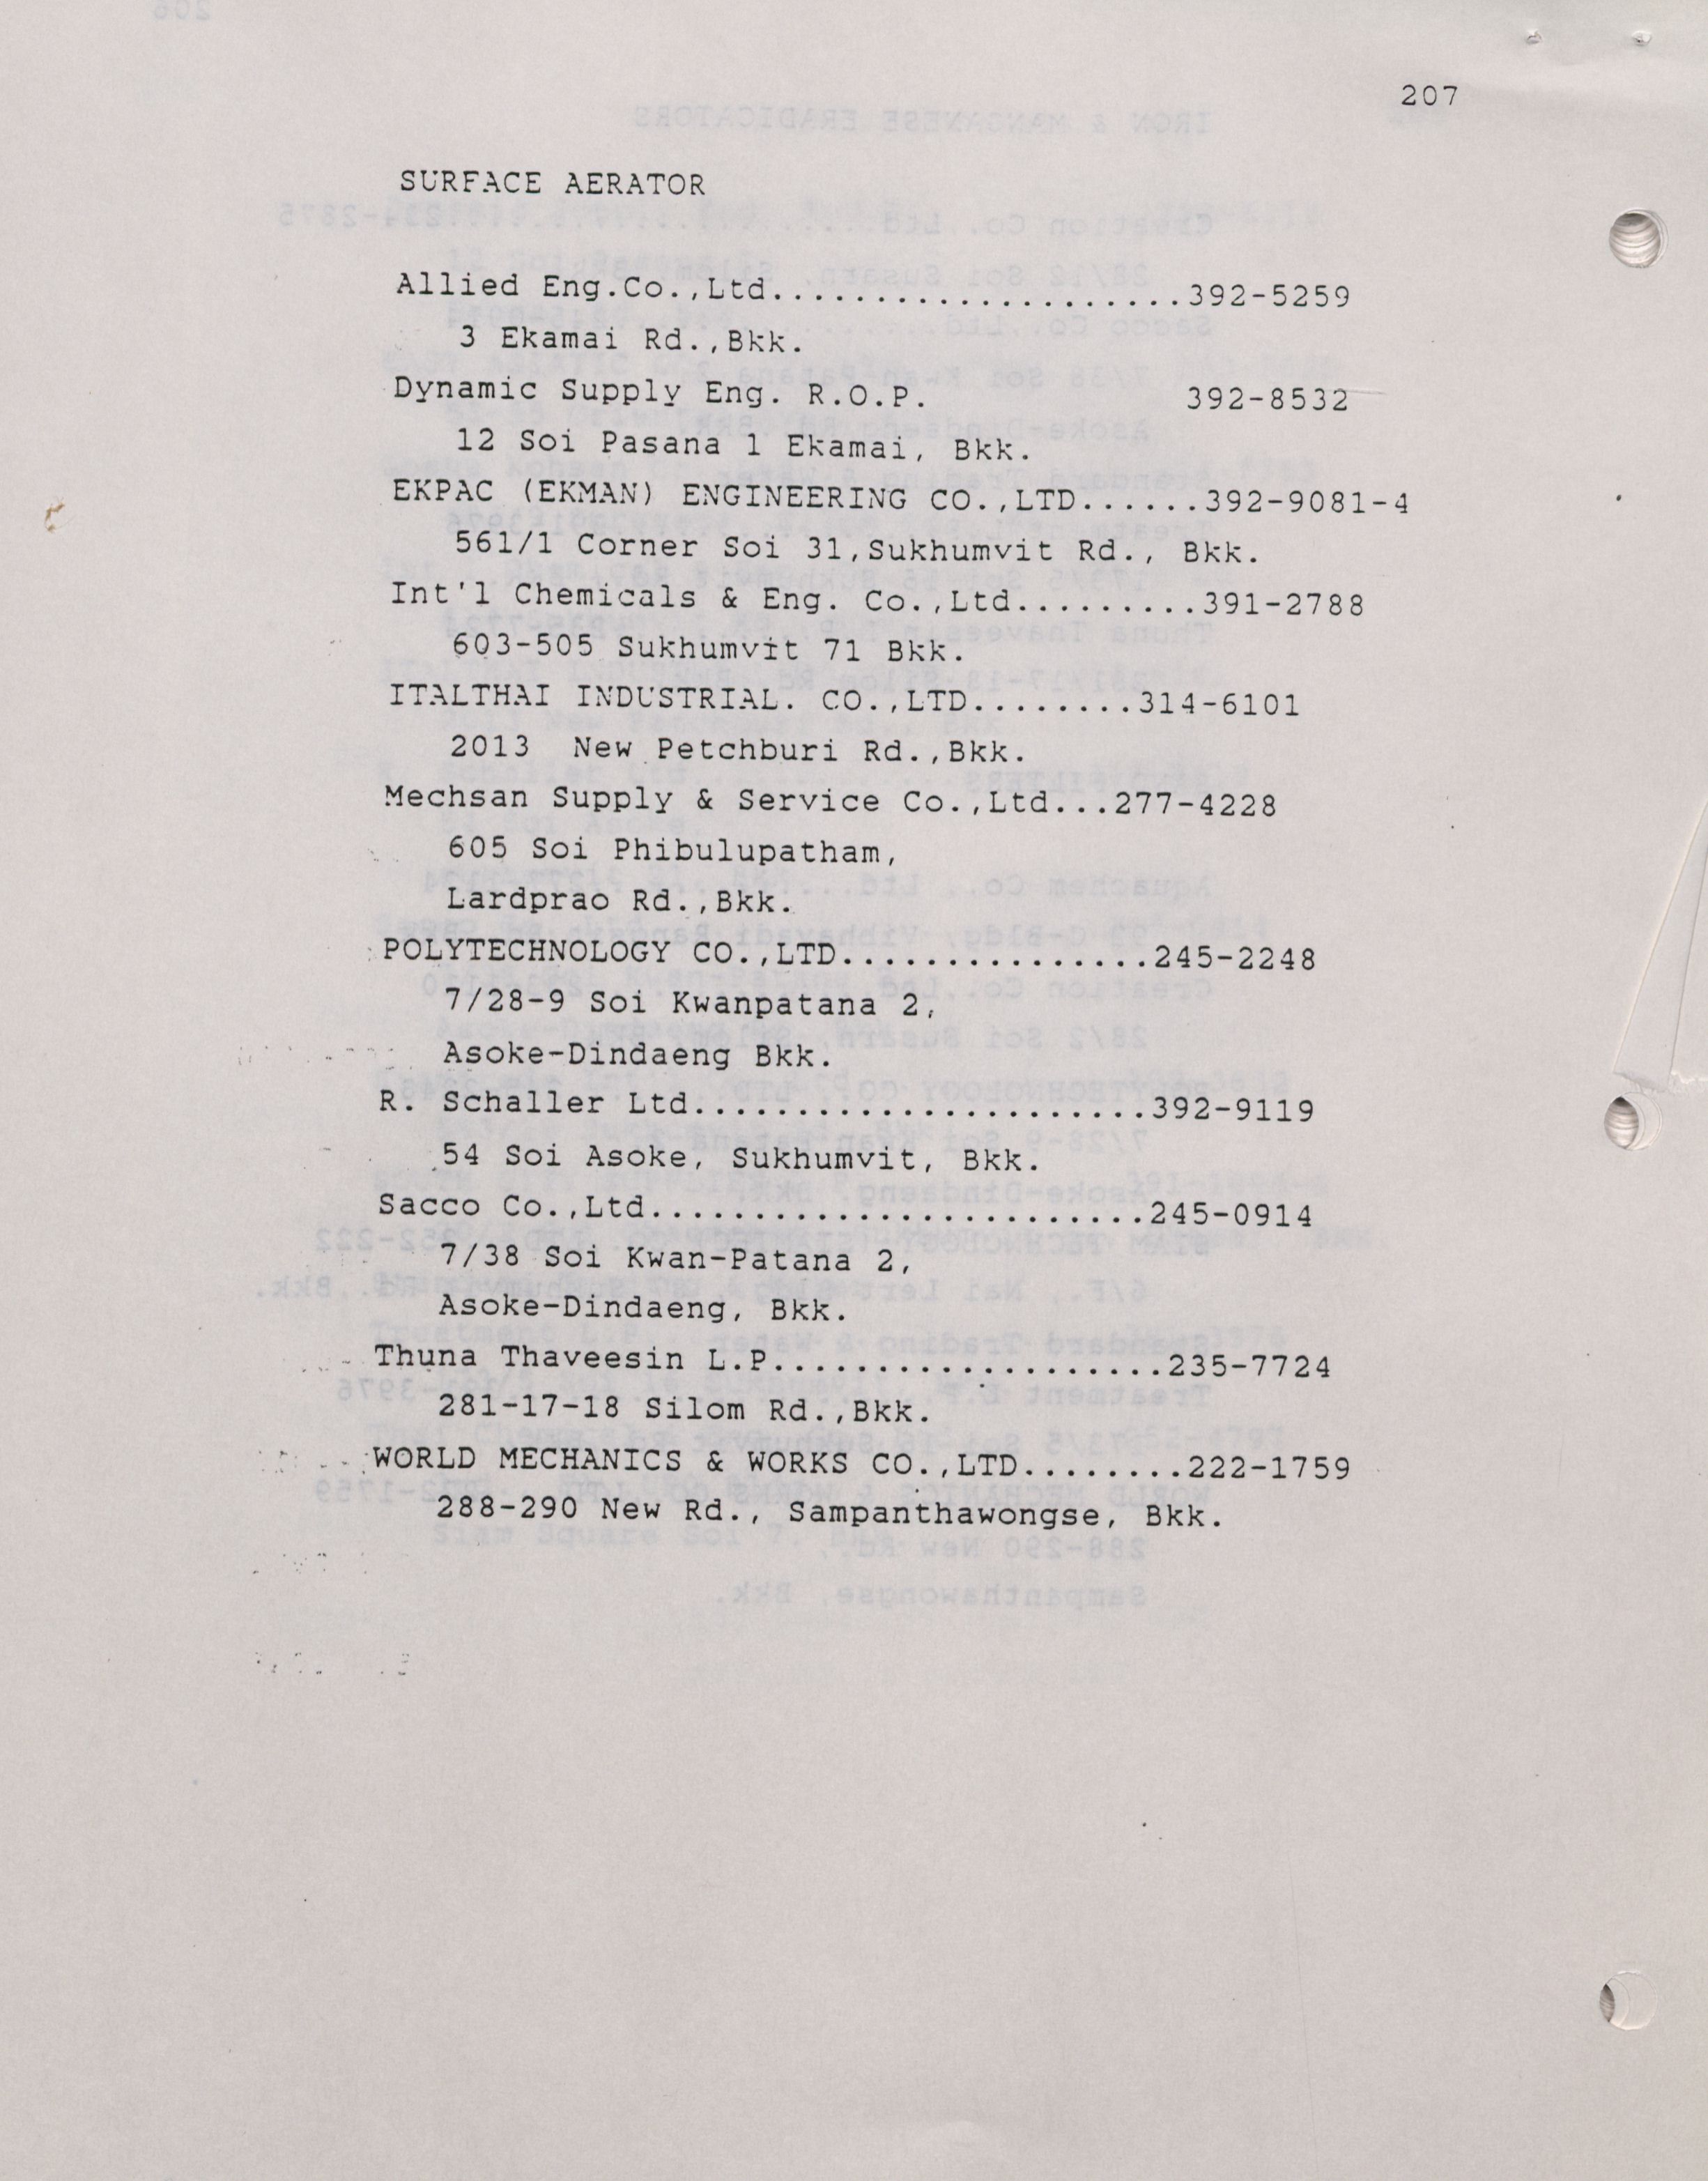 207
SURFACE AERATOR
Allied Eng.Co.,Ltd....................392-5259
3 Ekamai Rd.,Bkk.
Dynamic Supply Eng. R.O.P. 392-8532
12 Soi Pasana 1 Ekamai, Bkk.
EKPAC (EKMAN) ENGINEERING CO.,LTD......392-9081-4
561/1 Corner Soi 31,Sukhumvit Rd., Bkk.
Int'l Chemicals & Eng. Co.,Ltd.........391-2788
603-505 Sukhumvit 71 Bkk.
ITALTHAI INDUSTRIAL. CO.,LTD........314-6101
2013 New Petchburi Rd.,Bkk.
Mechsan Supply & Service Co.,Ltd...277-4228
605 Soi Phibulupatham,
Lardprao Rd.,Bkk.
POLYTECHNOLOGY CO.,LTD...............245-2248
7/28-9 Soi Kwanpatana 2,
Asoke-Dindaeng Bkk.
R. Schaller Ltd......................392-9119
54 Soi Asoke, Sukhumvit, Bkk.
Sacco Co.,Ltd........................245-0914
7/38 Soi Kwan-Patana 2,
Asoke-Dindaeng, Bkk.
Thuna Thaveesin L.P...................235-7724
281-17-18 Silom Rd.,Bkk.
WORLD MECHANICS & WORKS CO.,LTD........222-1759
288-290 New Rd., Sampanthawongse, Bkk.